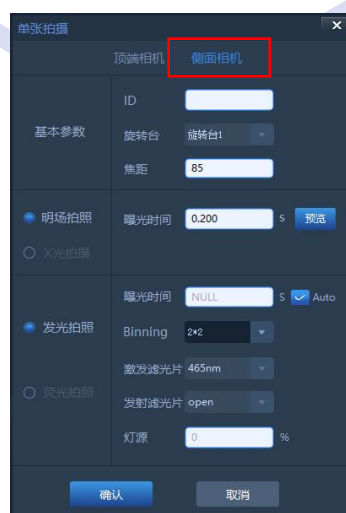 单张拍摄
顶端相机 侧面相机
基本参数
ID
旋转台 旋转台1
焦距 85
明场拍照 曝光时间 0.200 s 预览
X光拍摄
曝光时间 NULL S Auto
发光拍照 Binning 2*2
激发滤光片 465nm
荧光拍照
发射滤光片 open
灯源 0 %
确认 取消